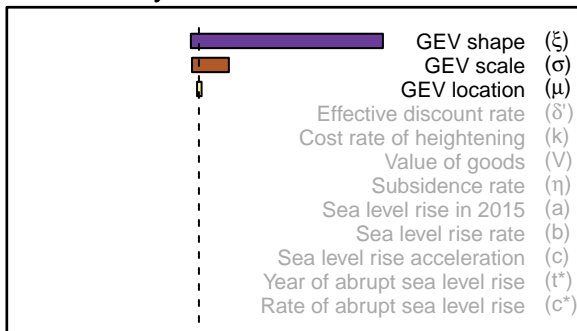 GEV shape (ξ)
GEV scale (σ)
GEV location (μ)
Effective discount rate (δ')
Cost rate of heightening (k)
Value of goods (V)
Subsidence rate (η)
Sea level rise in 2015 (a)
Sea level rise rate (b)
Sea level rise acceleration (c)
Year of abrupt sea level rise (t*)
Rate of abrupt sea level rise (c*)